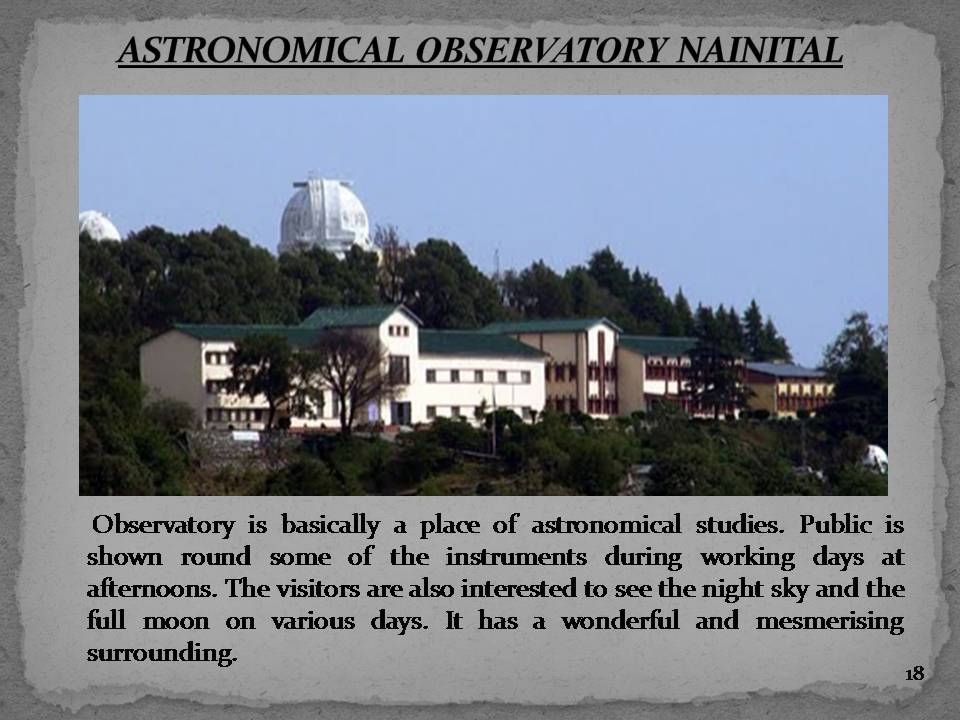 ASTRONOMICAL OBSERVATORY NAINITAL
Observatory is basically a place of astronomical studies. Public is
shown round some of the instruments during working days at
afternoons. The visitors are also interested to see the night sky and the
full moon on various days. It has a wonderful and mesmerising
surrounding.
18